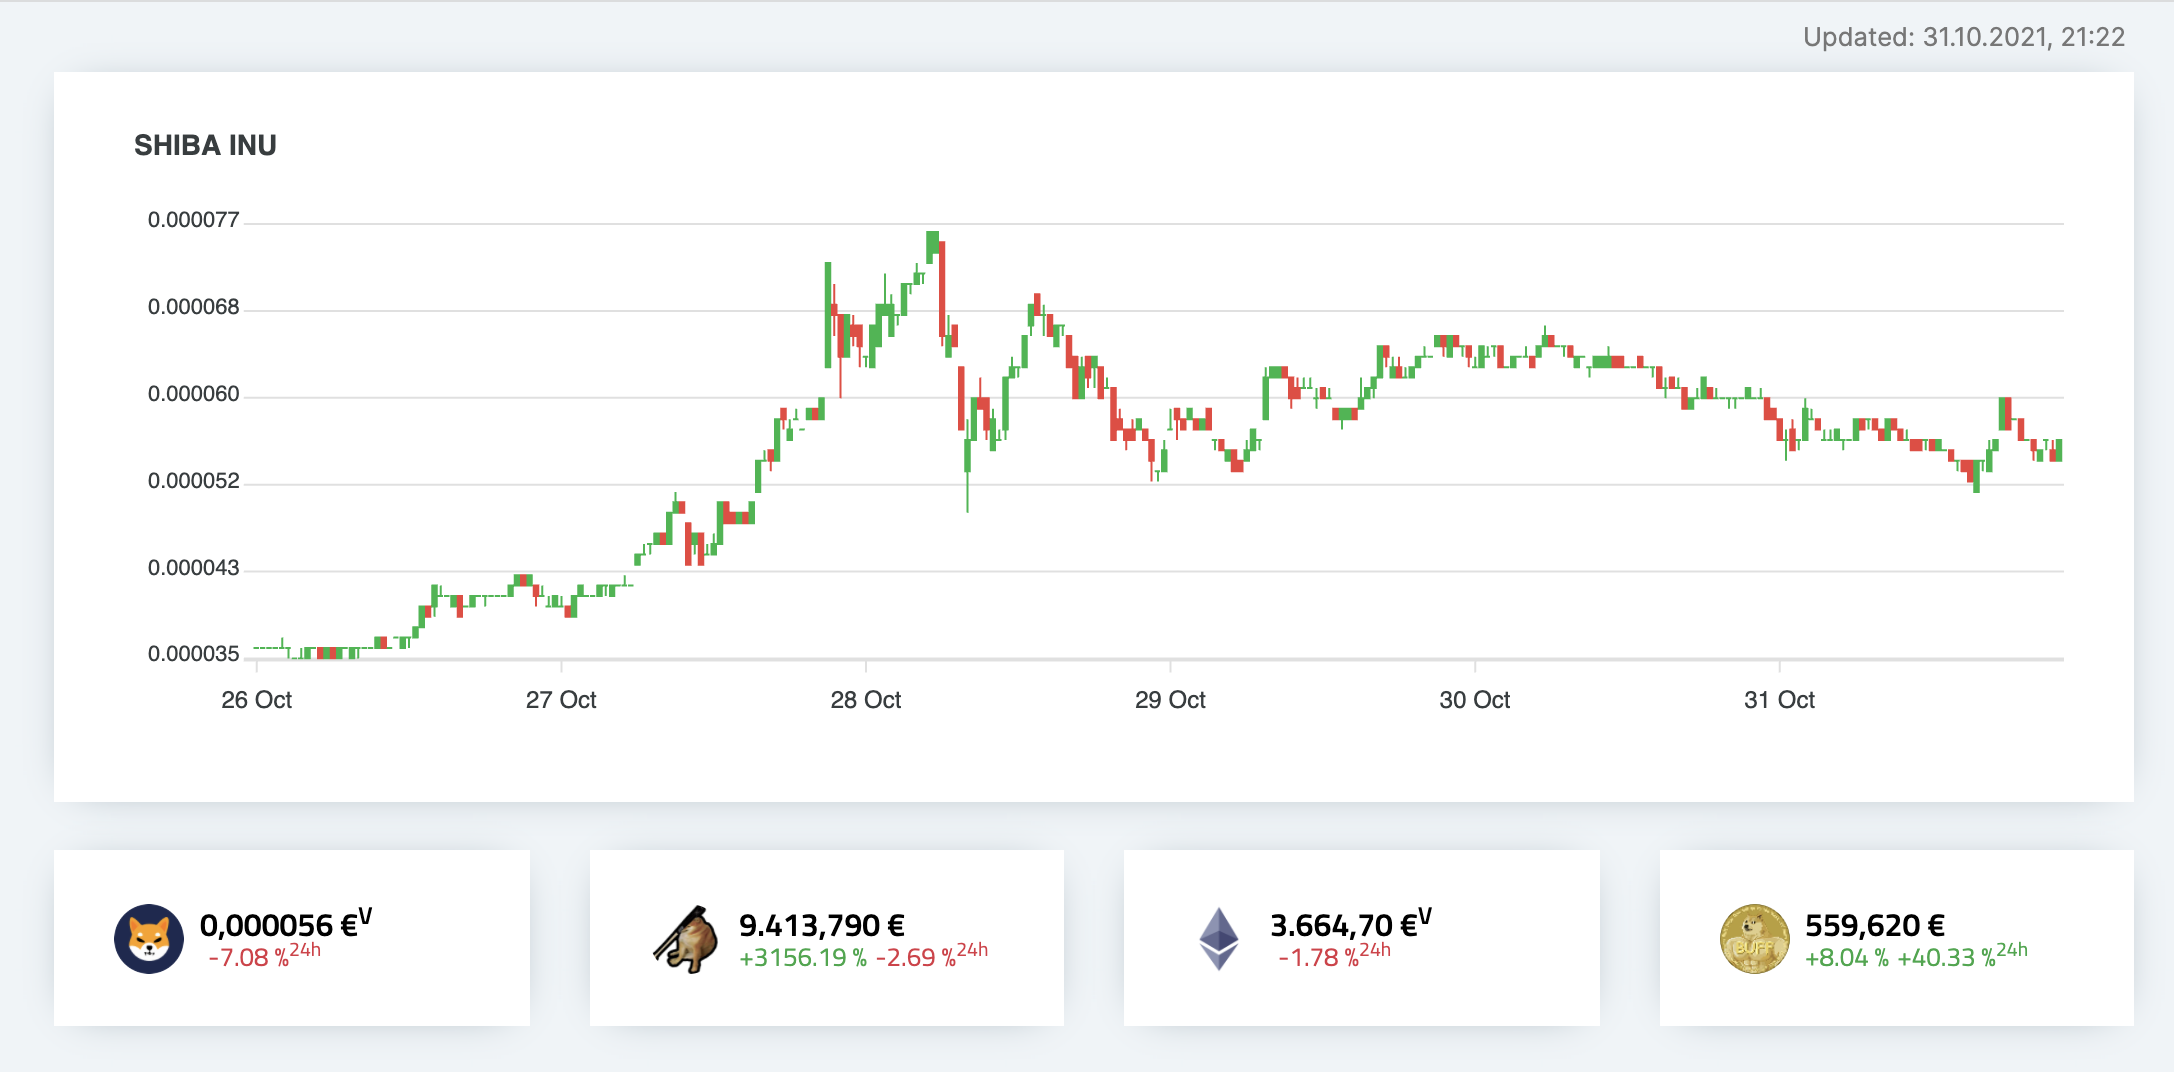 Updated: 31.10.2021, 21:22
SHIBA INU
0.000077
0.000068
0.000060
0.000052
0.000043
0.000035
26 Oct 27 Oct 28 Oct 29 Oct 30 Oct 31 Oct
0,000056 €V
-7.08 %24h
9.413,790 €
+3156.19 % -2.69 %24h
3.664,70 €V
-1.78 %24h
BUFF
559,620 €
+8.04 % +40.33 %24h